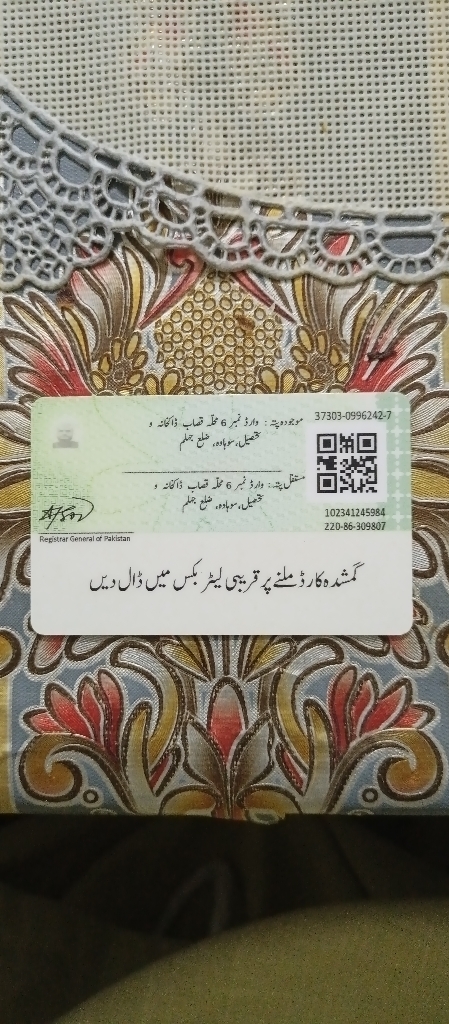 37303-0996242-7
موجودہ پتہ: وارڈ نمبر 6 محلہ قصاب ڈاکخانہ و
تحصیل، سوہاوہ، ضلع جہلم
مستقل پتہ: وارڈ نمبر 6 محلہ قصاب ڈاکخانہ و
تحصیل، سوہاوہ، ضلع جہلم
102341245984
220-86-309807
Registrar General of Pakistan
گمشدہ کارڈ ملنے پر قریبی لیٹر بکس میں ڈال دیں